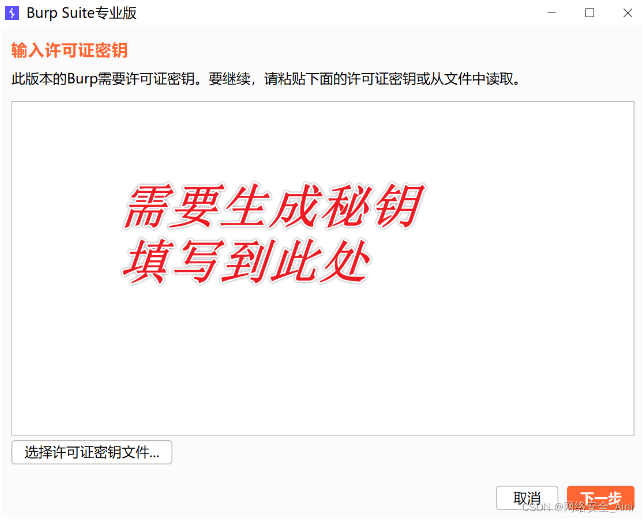 Burp Suite专业版
输入许可证密钥
此版本的Burp需要许可证密钥。要继续，请粘贴下面的许可证密钥或从文件中读取。
需要生成秘钥
填写到此处
选择许可证密钥文件...
取消
下一步
CSDN @网络安全_Aini